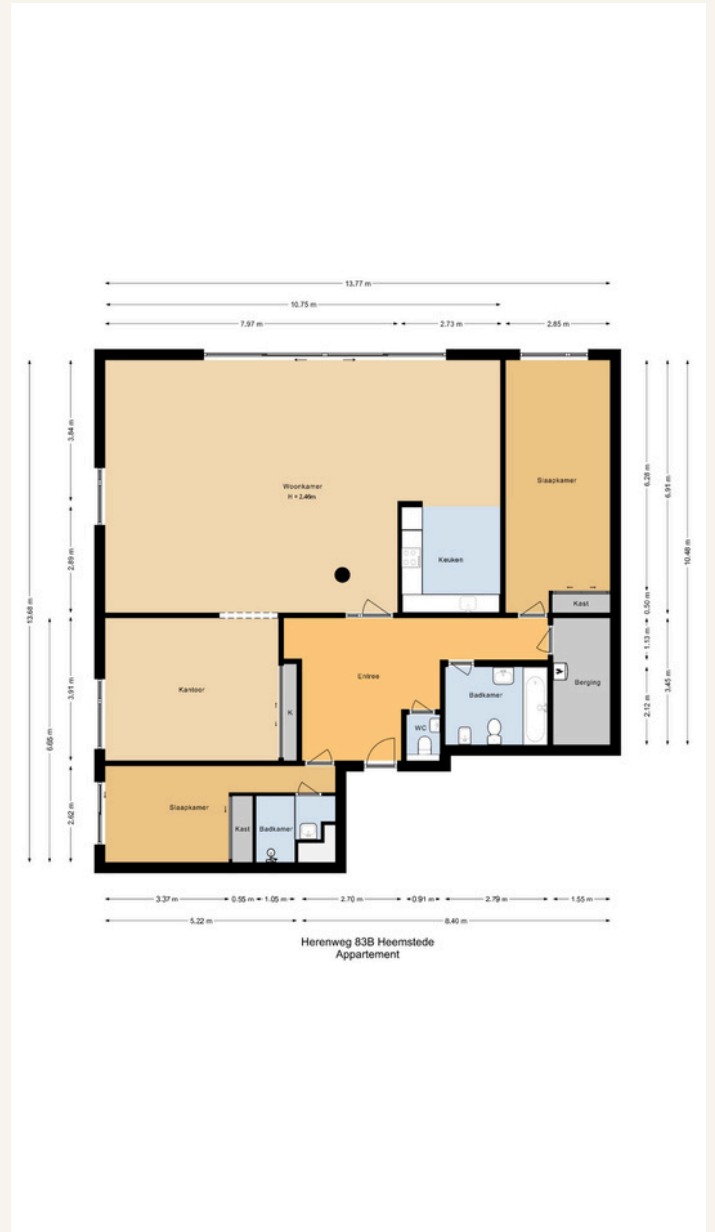 13.77 m
10.75 m
7.97 m
2.73 m
2.85 m
3.84 m
2.89 m
13.68 m
3.91 m
6.65 m
2.62 m
6.28 m
6.91 m
10.48 m
0.50 m
1.13 m
3.45 m
2.12 m
Woonkamer
H = 2.48m
Slaapkamer
Keuken
Kast
Kantoor
K
Entree
WC
Badkamer
Berging
Slaapkamer
Kast
Badkamer
3.37 m
0.55 m
1.05 m
2.70 m
0.91 m
2.79 m
1.55 m
5.22 m
8.40 m
Herenweg 83B Heemstede
Appartement